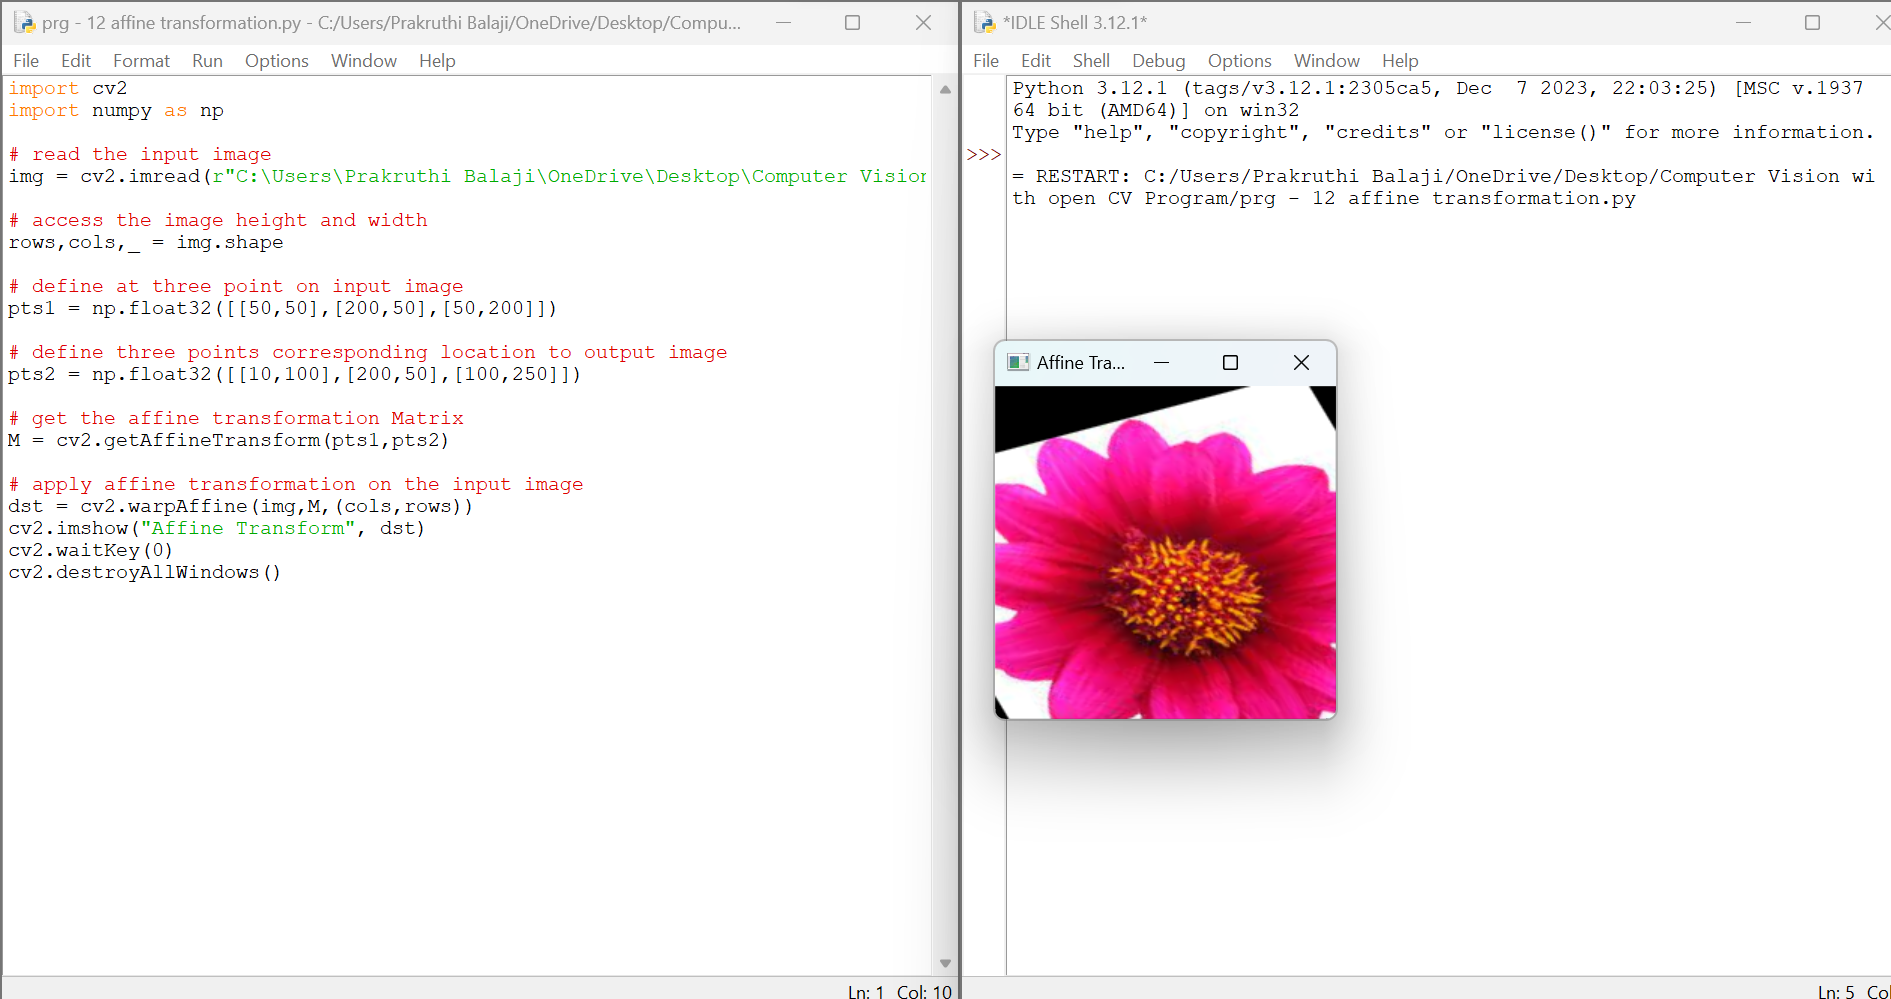 prg - 12 affine transformation.py - C:/Users/Prakruthi Balaji/OneDrive/Desktop/Compu...
File Edit Format Run Options Window Help
import cv2
import numpy as np
# read the input image
img = cv2.imread(r"C:\Users\Prakruthi Balaji\OneDrive\Desktop\Computer Vision
# access the image height and width
rows,cols,_ = img.shape
# define at three point on input image
pts1 = np.float32([[50,50],[200,50],[50,200]])
# define three points corresponding location to output image
pts2 = np.float32([[10,100],[200,50],[100,250]])
# get the affine transformation Matrix
M = cv2.getAffineTransform(pts1,pts2)
# apply affine transformation on the input image
dst = cv2.warpAffine(img,M,(cols,rows))
cv2.imshow("Affine Transform", dst)
cv2.waitKey(0)
cv2.destroyAllWindows()
Ln: 1 Col: 10
*IDLE Shell 3.12.1*
File Edit Shell Debug Options Window Help
Python 3.12.1 (tags/v3.12.1:2305ca5, Dec  7 2023, 22:03:25) [MSC v.1937
64 bit (AMD64)] on win32
Type "help", "copyright", "credits" or "license()" for more information.
>>>
= RESTART: C:/Users/Prakruthi Balaji/OneDrive/Desktop/Computer Vision wi
th open CV Program/prg - 12 affine transformation.py
Affine Tra...
Ln: 5 Col